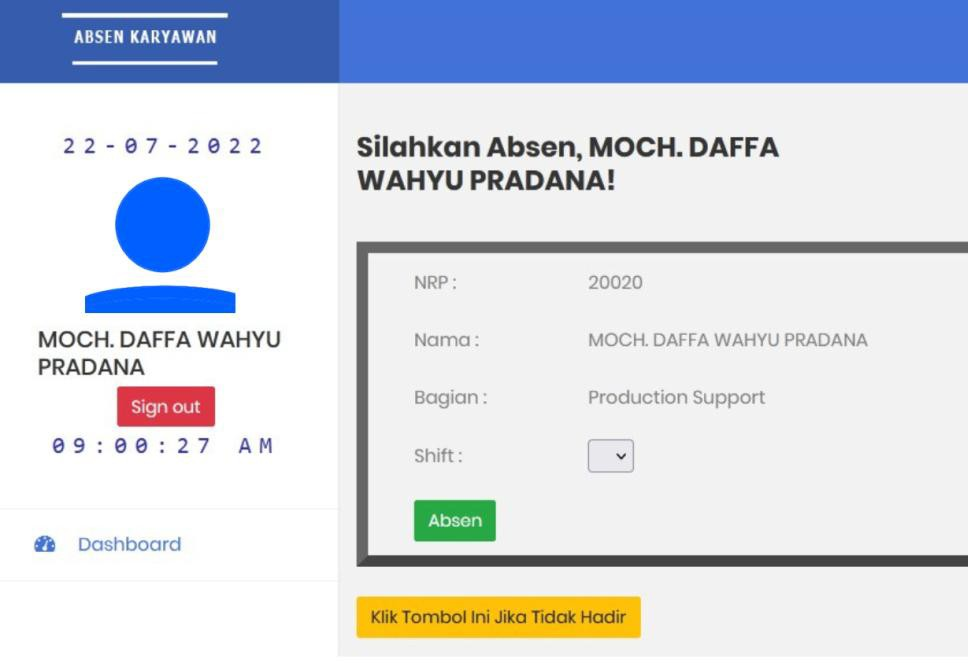 ABSEN KARYAWAN
22-07-2022
MOCH. DAFFA WAHYU
PRADANA
Sign out
09:00:27 AM
Dashboard
Silahkan Absen, MOCH. DAFFA
WAHYU PRADANA!
NRP : 20020
Nama : MOCH. DAFFA WAHYU PRADANA
Bagian : Production Support
Shift :
Absen
Klik Tombol Ini Jika Tidak Hadir